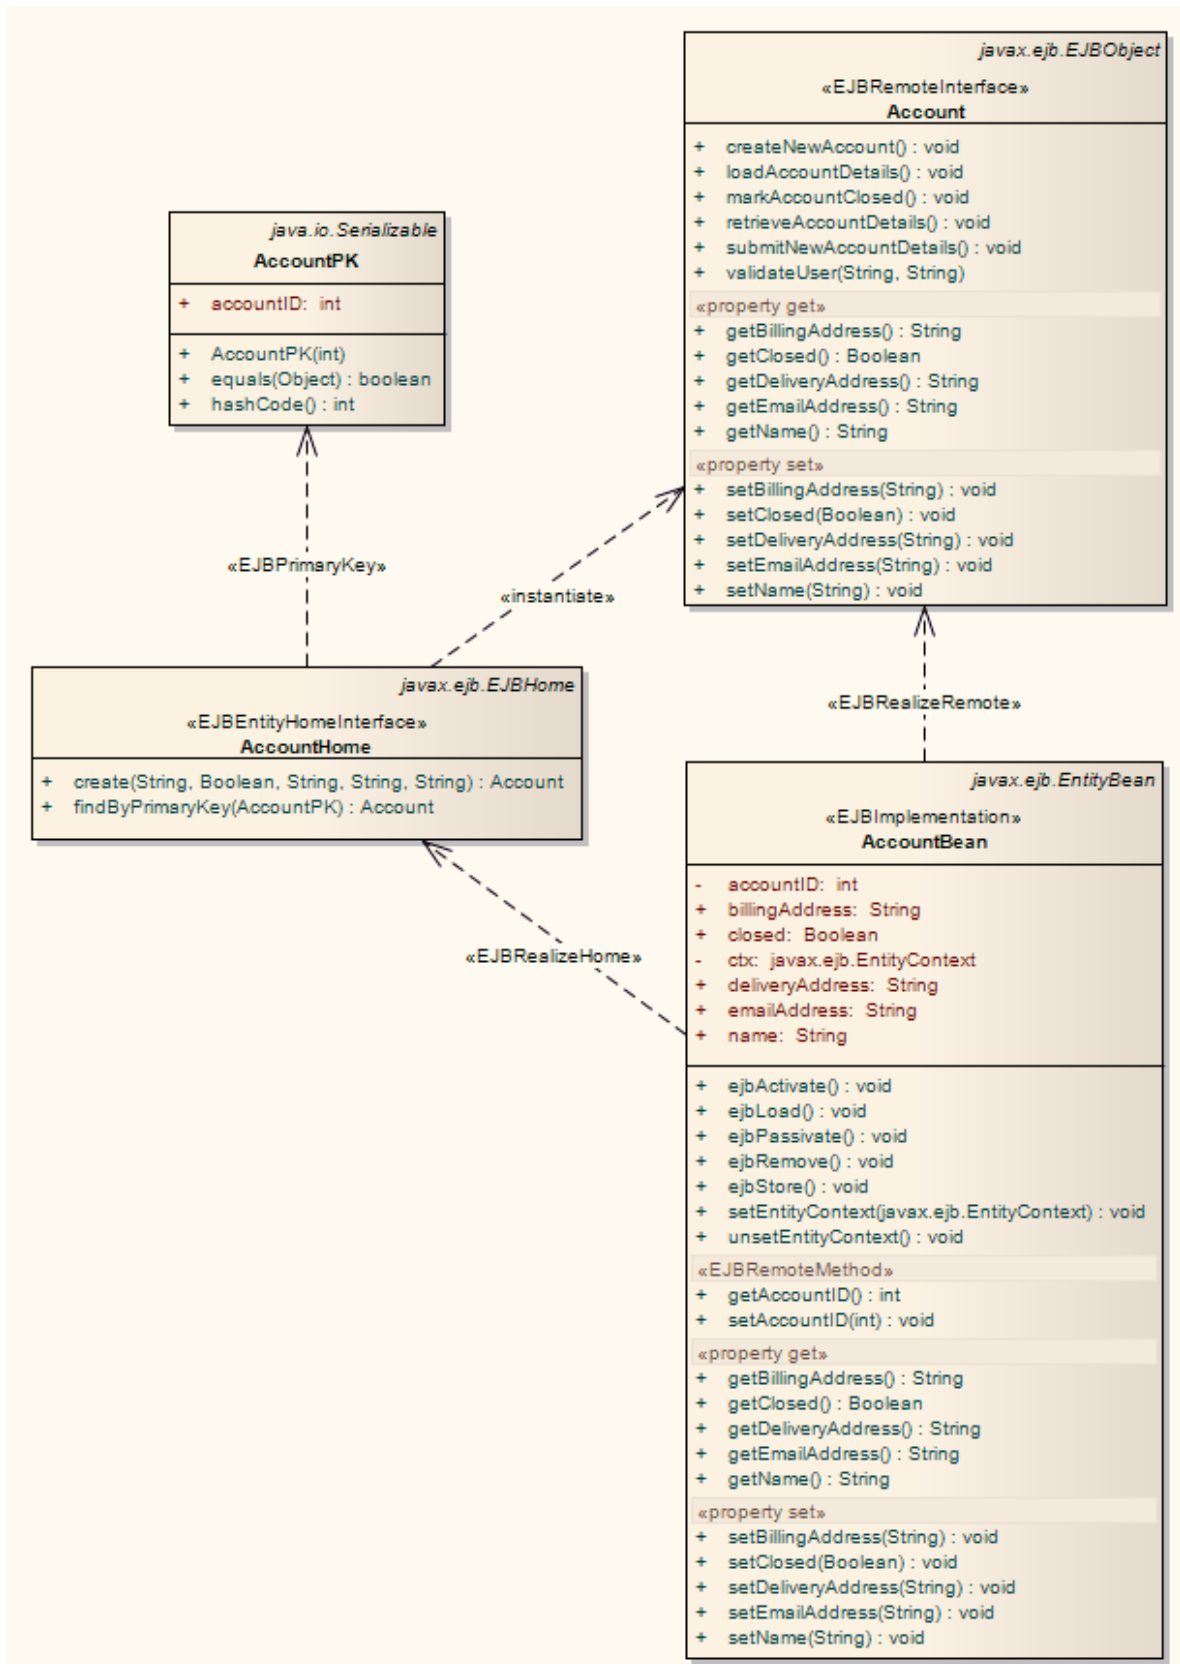 javax.ejb.EJBObject
«EJBRemoteInterface»
Account
+ createNewAccount() : void
+ loadAccountDetails() : void
+ markAccountClosed() : void
+ retrieveAccountDetails() : void
+ submitNewAccountDetails() : void
+ validateUser(String, String)
«property get»
+ getBillingAddress() : String
+ getClosed() : Boolean
+ getDeliveryAddress() : String
+ getEmailAddress() : String
+ getName() : String
«property set»
+ setBillingAddress(String) : void
+ setClosed(Boolean) : void
+ setDeliveryAddress(String) : void
+ setEmailAddress(String) : void
+ setName(String) : void
java.io.Serializable
AccountPK
+ accountID: int
+ AccountPK(int)
+ equals(Object) : boolean
+ hashCode() : int
«EJBPrimaryKey»
«instantiate»
javax.ejb.EJBHome
«EJBEntityHomeInterface»
AccountHome
+ create(String, Boolean, String, String, String) : Account
+ findByPrimaryKey(AccountPK) : Account
«EJBRealizeRemote»
«EJBRealizeHome»
javax.ejb.EntityBean
«EJBImplementation»
AccountBean
- accountID: int
+ billingAddress: String
+ closed: Boolean
- ctx: javax.ejb.EntityContext
+ deliveryAddress: String
+ emailAddress: String
+ name: String
+ ejbActivate() : void
+ ejbLoad() : void
+ ejbPassivate() : void
+ ejbRemove() : void
+ ejbStore() : void
+ setEntityContext(javax.ejb.EntityContext) : void
+ unsetEntityContext() : void
«EJBRemoteMethod»
+ getAccountID() : int
+ setAccountID(int) : void
«property get»
+ getBillingAddress() : String
+ getClosed() : Boolean
+ getDeliveryAddress() : String
+ getEmailAddress() : String
+ getName() : String
«property set»
+ setBillingAddress(String) : void
+ setClosed(Boolean) : void
+ setDeliveryAddress(String) : void
+ setEmailAddress(String) : void
+ setName(String) : void